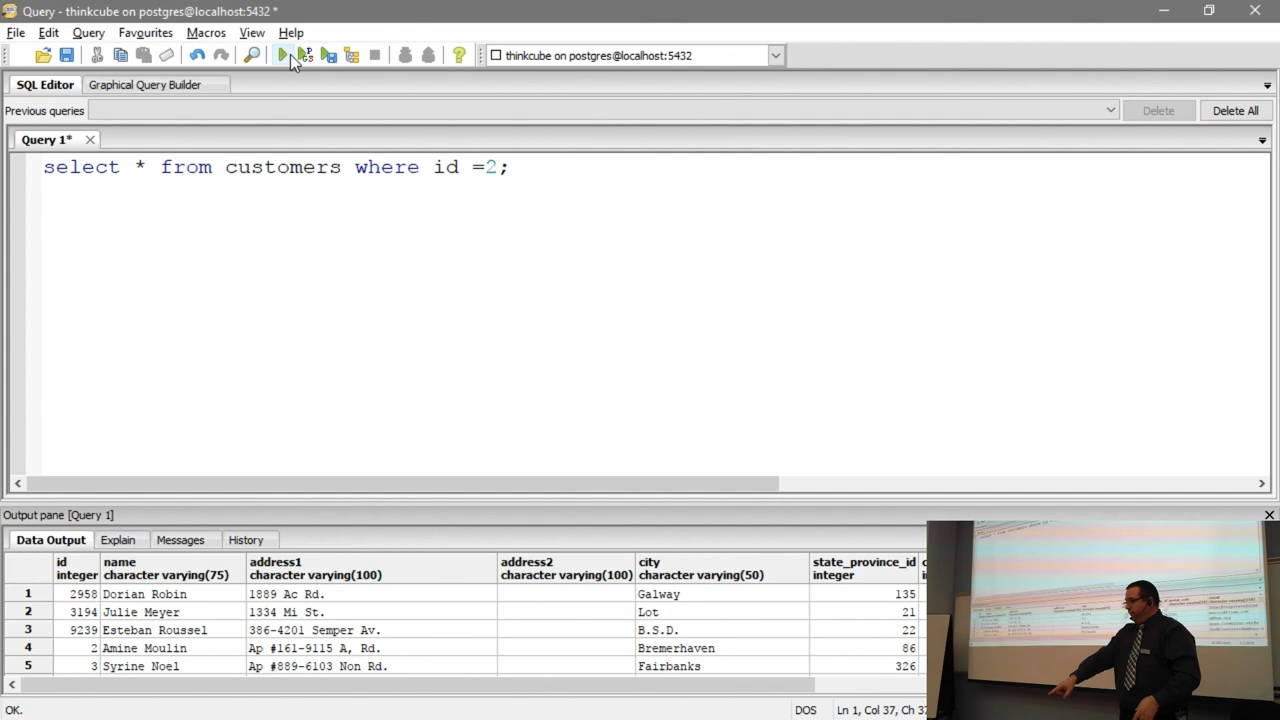 Query - thinkcube on postgres@localhost:5432 *
File Edit Query Favourites Macros View Help
thinkcube on postgres@localhost:5432
SQL Editor Graphical Query Builder
Previous queries Delete Delete All
Query 1*
select * from customers where id =2;
Output pane [Query 1]
Data Output Explain Messages History
id name address1 address2 city state_province_id
integer character varying(75) character varying(100) character varying(100) character varying(50) integer
1 2958 Dorian Robin 1889 Ac Rd. Galway 135
2 3194 Julie Meyer 1334 Mi St. Lot 21
3 9239 Esteban Roussel 386-4201 Semper Av. B.S.D. 22
4 2 Amine Moulin Ap #161-9115 A, Rd. Bremerhaven 86
5 3 Syrine Noel Ap #889-6103 Non Rd. Fairbanks 326
OK. DOS Ln 1, Col 37, Ch 37